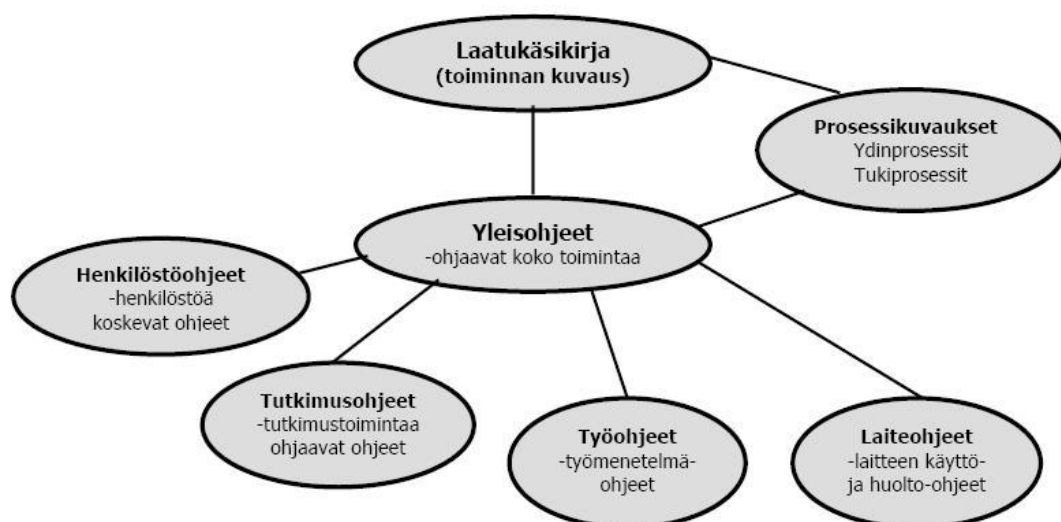 Laatukäsikirja
(toiminnan kuvaus)
Prosessikuvaukset
Ydinprosessit
Tukiprosessit
Yleisohjeet
-ohjaavat koko toimintaa
Henkilöstöohjeet
-henkilöstöä
koskevat ohjeet
Tutkimusohjeet
-tutkimustoimintaa
ohjaavat ohjeet
Työohjeet
-työmenetelmä-
ohjeet
Laiteohjeet
-laitteen käyttö-
ja huolto-ohjeet